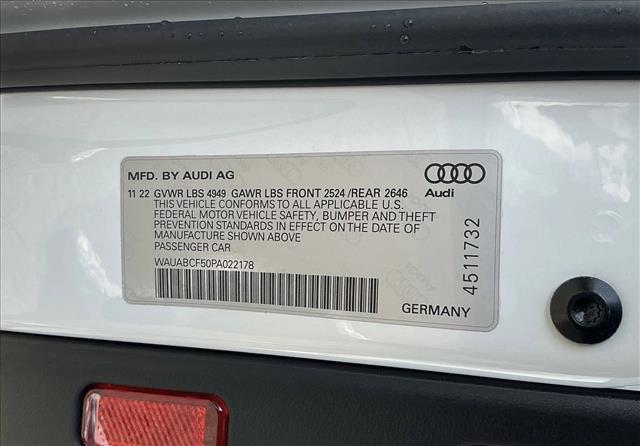 MFD. BY AUDI AG
Audi
11 22 GVWR LBS 4949 GAWR LBS FRONT 2524 /REAR 2646
THIS VEHICLE CONFORMS TO ALL APPLICABLE U.S.
FEDERAL MOTOR VEHICLE SAFETY, BUMPER AND THEFT
PREVENTION STANDARDS IN EFFECT ON THE DATE OF
MANUFACTURE SHOWN ABOVE
PASSENGER CAR
WAUABCF50PA022178
GERMANY
4511732